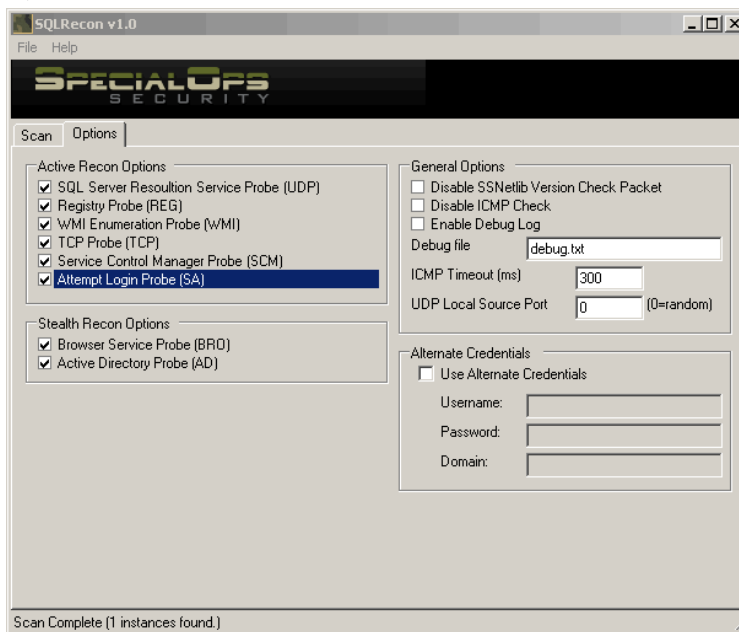 SQLRecon v1.0
File Help
SPECIALOPS
SECURITY
Scan Options
Active Recon Options
SQL Server Resoultion Service Probe (UDP)
Registry Probe (REG)
WMI Enumeration Probe (WMI)
TCP Probe (TCP)
Service Control Manager Probe (SCM)
Attempt Login Probe (SA)
Stealth Recon Options
Browser Service Probe (BRO)
Active Directory Probe (AD)
General Options
Disable SSNetlib Version Check Packet
Disable ICMP Check
Enable Debug Log
Debug file debug.txt
ICMP Timeout (ms) 300
UDP Local Source Port 0 (0=random)
Alternate Credentials
Use Alternate Credentials
Username:
Password:
Domain:
Scan Complete (1 instances found.)